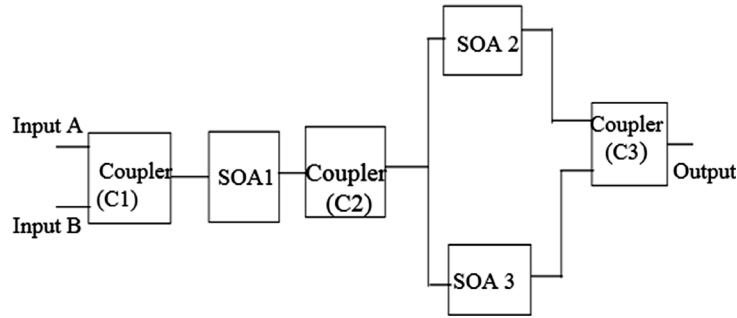 SOA 2
Input A
Coupler
(C1)
Input B
SOA1
Coupler
(C2)
SOA 3
Coupler
(C3)
Output